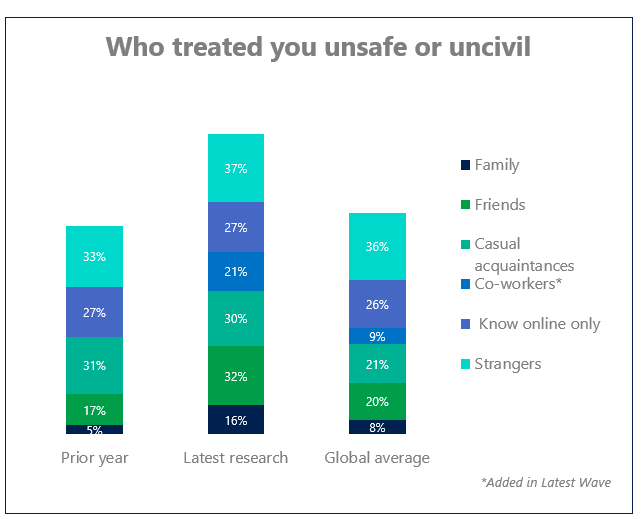 Who treated you unsafe or uncivil
37%
27%
21%
30%
32%
16%
33%
27%
31%
17%
5%
36%
26%
9%
21%
20%
8%
Prior year
Latest research
Global average
Family
Friends
Casual
acquaintances
Co-workers*
Know online only
Strangers
*Added in Latest Wave